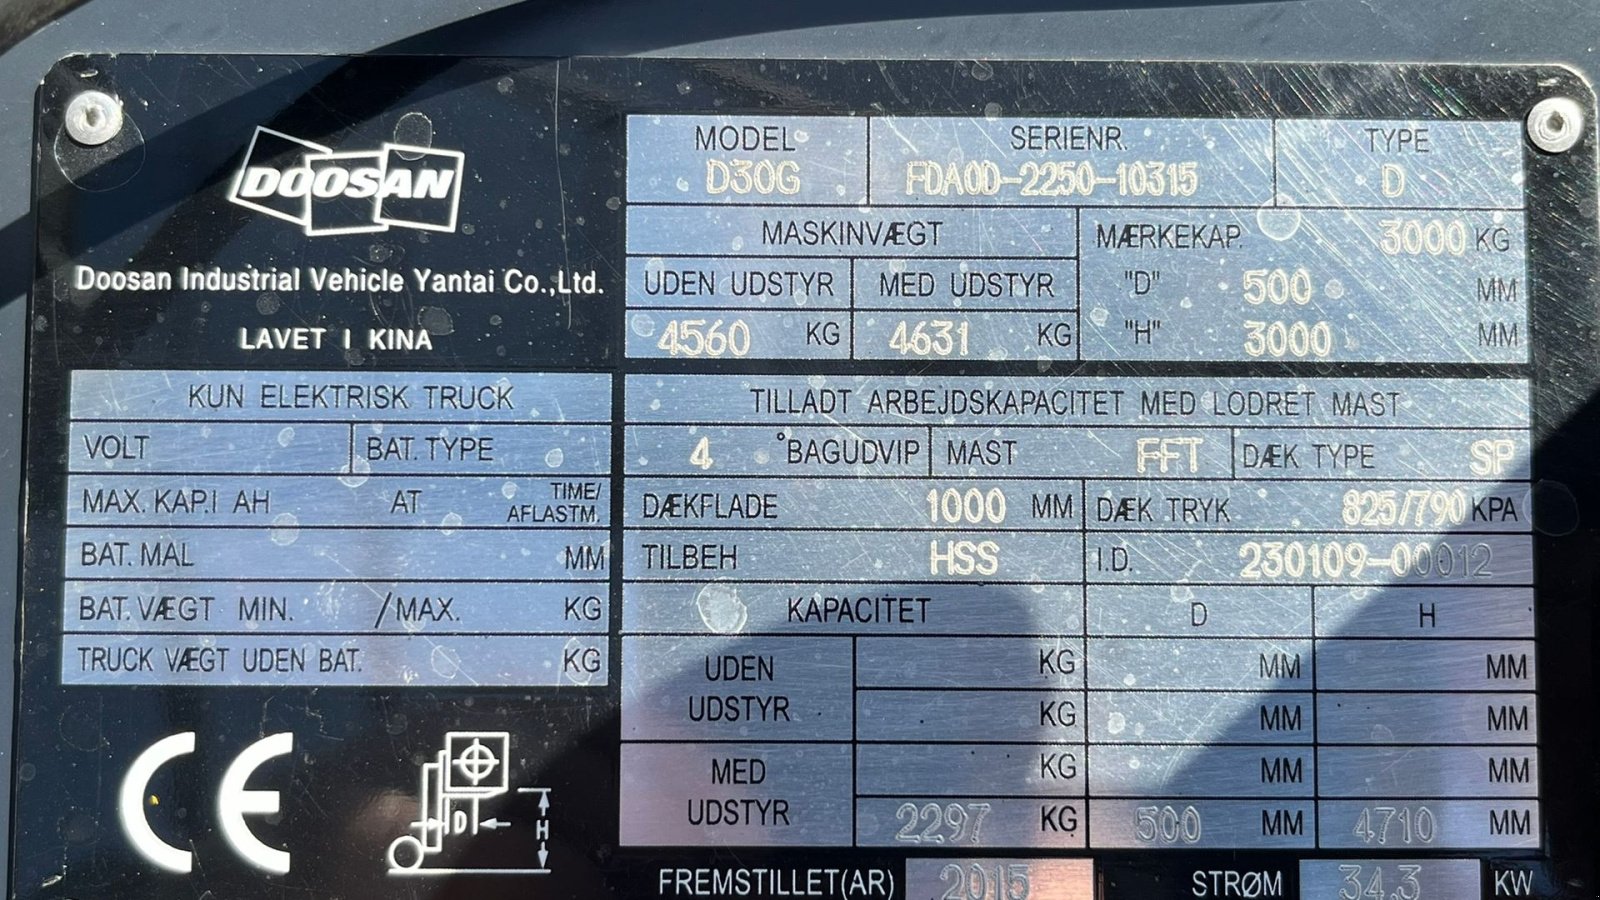 DOOSAN
Doosan Industrial Vehicle Yantai Co.,Ltd.
LAVET I KINA
MODEL SERIENR. TYPE
D30G FDA0D-2250-10315 D
MASKINVÆGT MÆRKEKAP. 3000 KG
UDEN UDSTYR MED UDSTYR "D" 500 MM
4560 KG 4631 KG "H" 3000 MM
KUN ELEKTRISK TRUCK
VOLT BAT. TYPE
MAX. KAP.I AH AT TIME/
AFLASTM.
BAT. MAL MM
BAT. VÆGT MIN. /MAX. KG
TRUCK VÆGT UDEN BAT. KG
TILLADT ARBEJDSKAPACITET MED LODRET MAST
4 °BAGUDVIP MAST FFT DÆK TYPE SP
DÆKFLADE 1000 MM DÆK TRYK 825/790 KPA
TILBEH HSS I.D. 230109-00012
KAPACITET D H
UDEN UDSTYR KG MM MM
KG MM MM
MED UDSTYR KG MM MM
2297 KG 500 MM 4710 MM
FREMSTILLET(AR) 2015 STRØM 34.3 KW
CE
D H